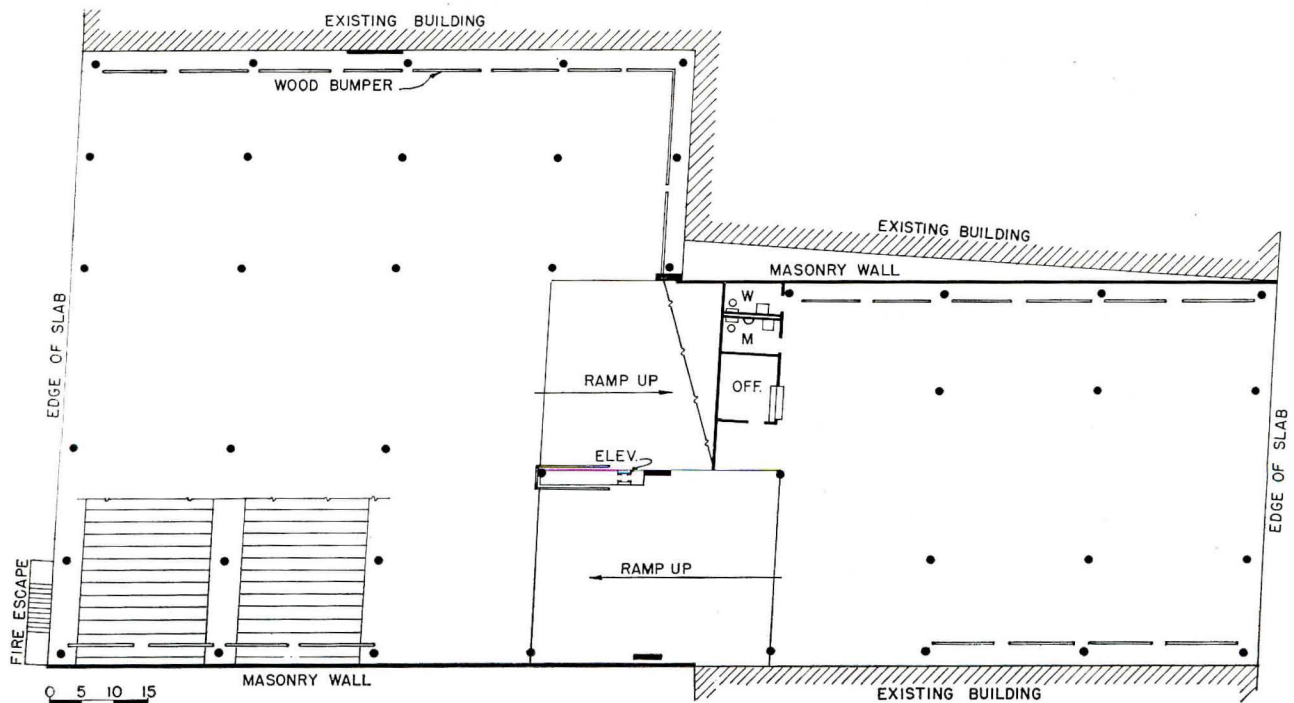 EXISTING BUILDING
WOOD BUMPER
EXISTING BUILDING
MASONRY WALL
W
M
OFF.
RAMP UP
EDGE OF SLAB
ELEV.
EDGE OF SLAB
RAMP UP
FIRE ESCAPE
MASONRY WALL
EXISTING BUILDING
0 5 10 15